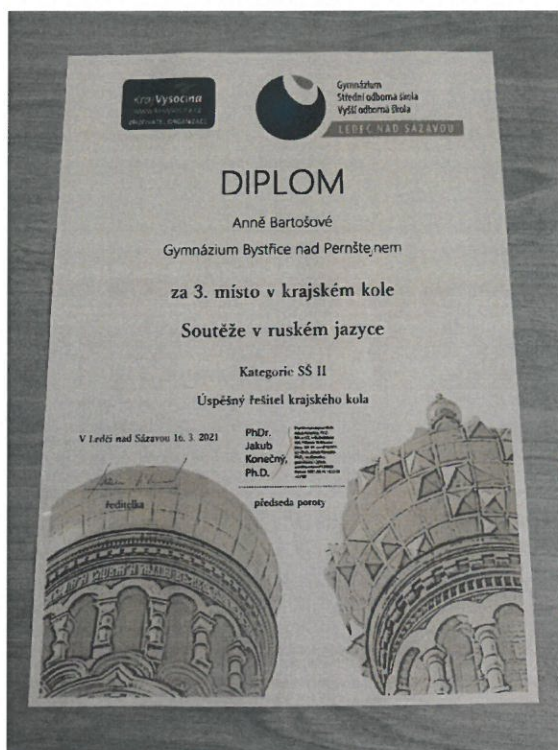 Kraj Vysočina
Gymnázium
Střední odborná škola
Vyšší odborná škola
LEDEČ NAD SÁZAVOU
DIPLOM
Anně Bartošové
Gymnázium Bystřice nad Pernštejnem
za 3. místo v krajském kole
Soutěže v ruském jazyce
Kategorie SŠ II
Úspěšný řešitel krajského kola
V Ledči nad Sázavou 16. 3. 2021
PhDr.
Jakub
Konečný,
Ph.D.
ředitelka
předseda poroty